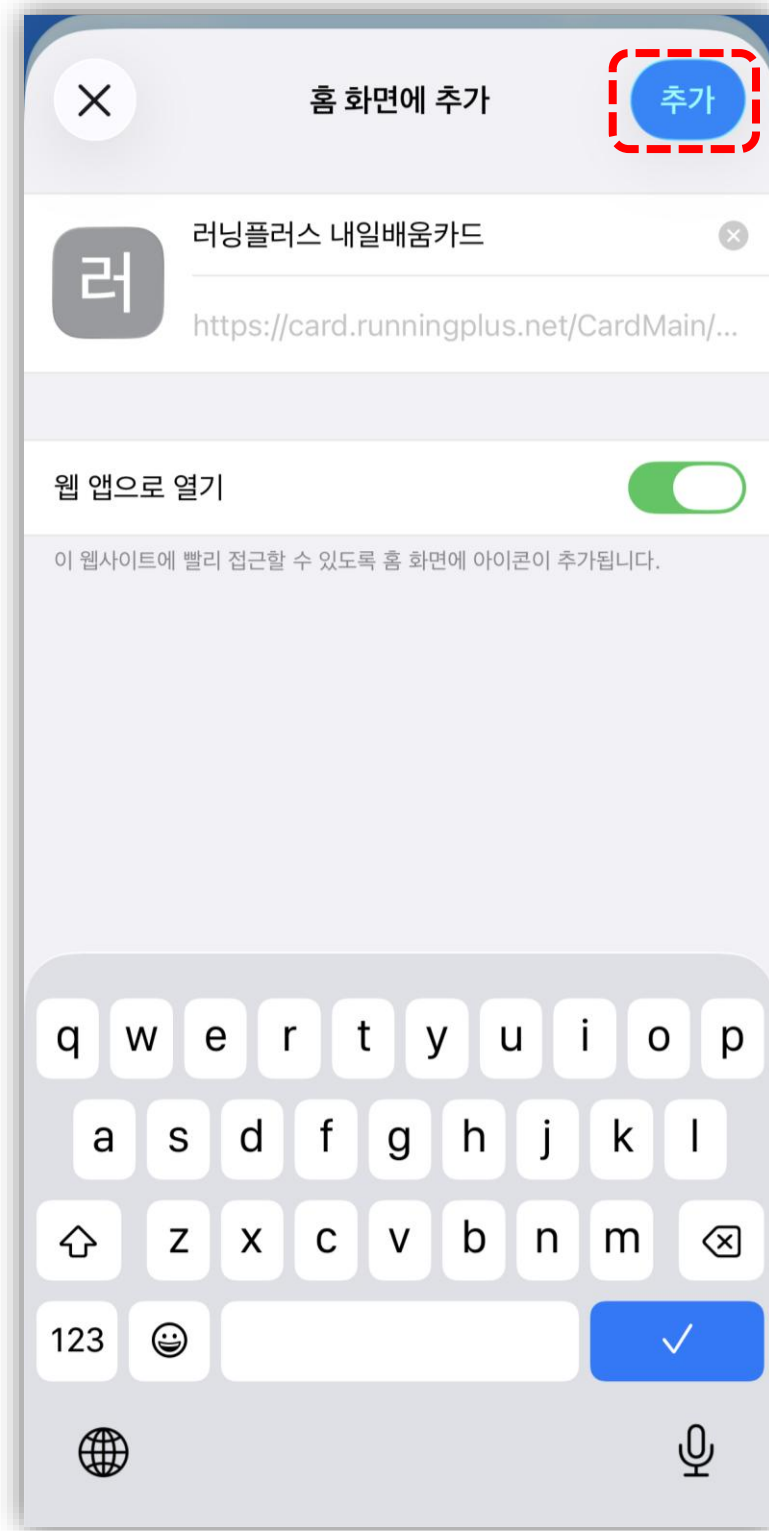 홈 화면에 추가
추가
러닝플러스 내일배움카드
러
https://card.runningplus.net/CardMain/...
웹 앱으로 열기
이 웹사이트에 빨리 접근할 수 있도록 홈 화면에 아이콘이 추가됩니다.
q w e r t y u i o p
a s d f g h j k l
z x c v b n m
123